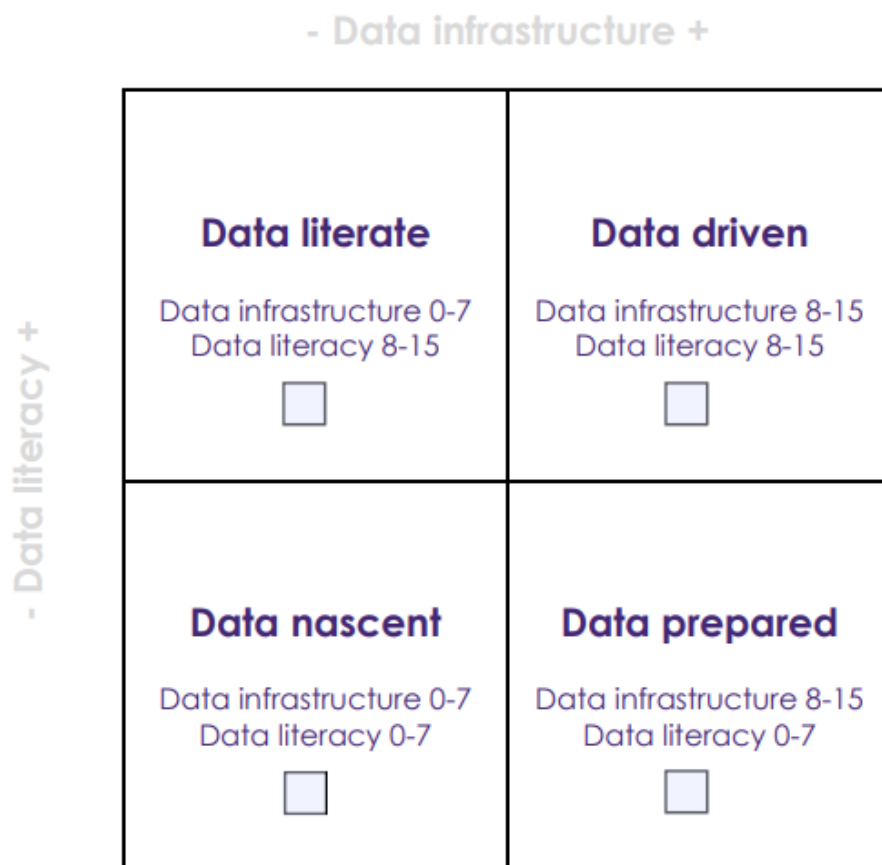 - Data infrastructure +
- Data literacy +
Data literate
Data infrastructure 0-7
Data literacy 8-15
Data driven
Data infrastructure 8-15
Data literacy 8-15
Data nascent
Data infrastructure 0-7
Data literacy 0-7
Data prepared
Data infrastructure 8-15
Data literacy 0-7